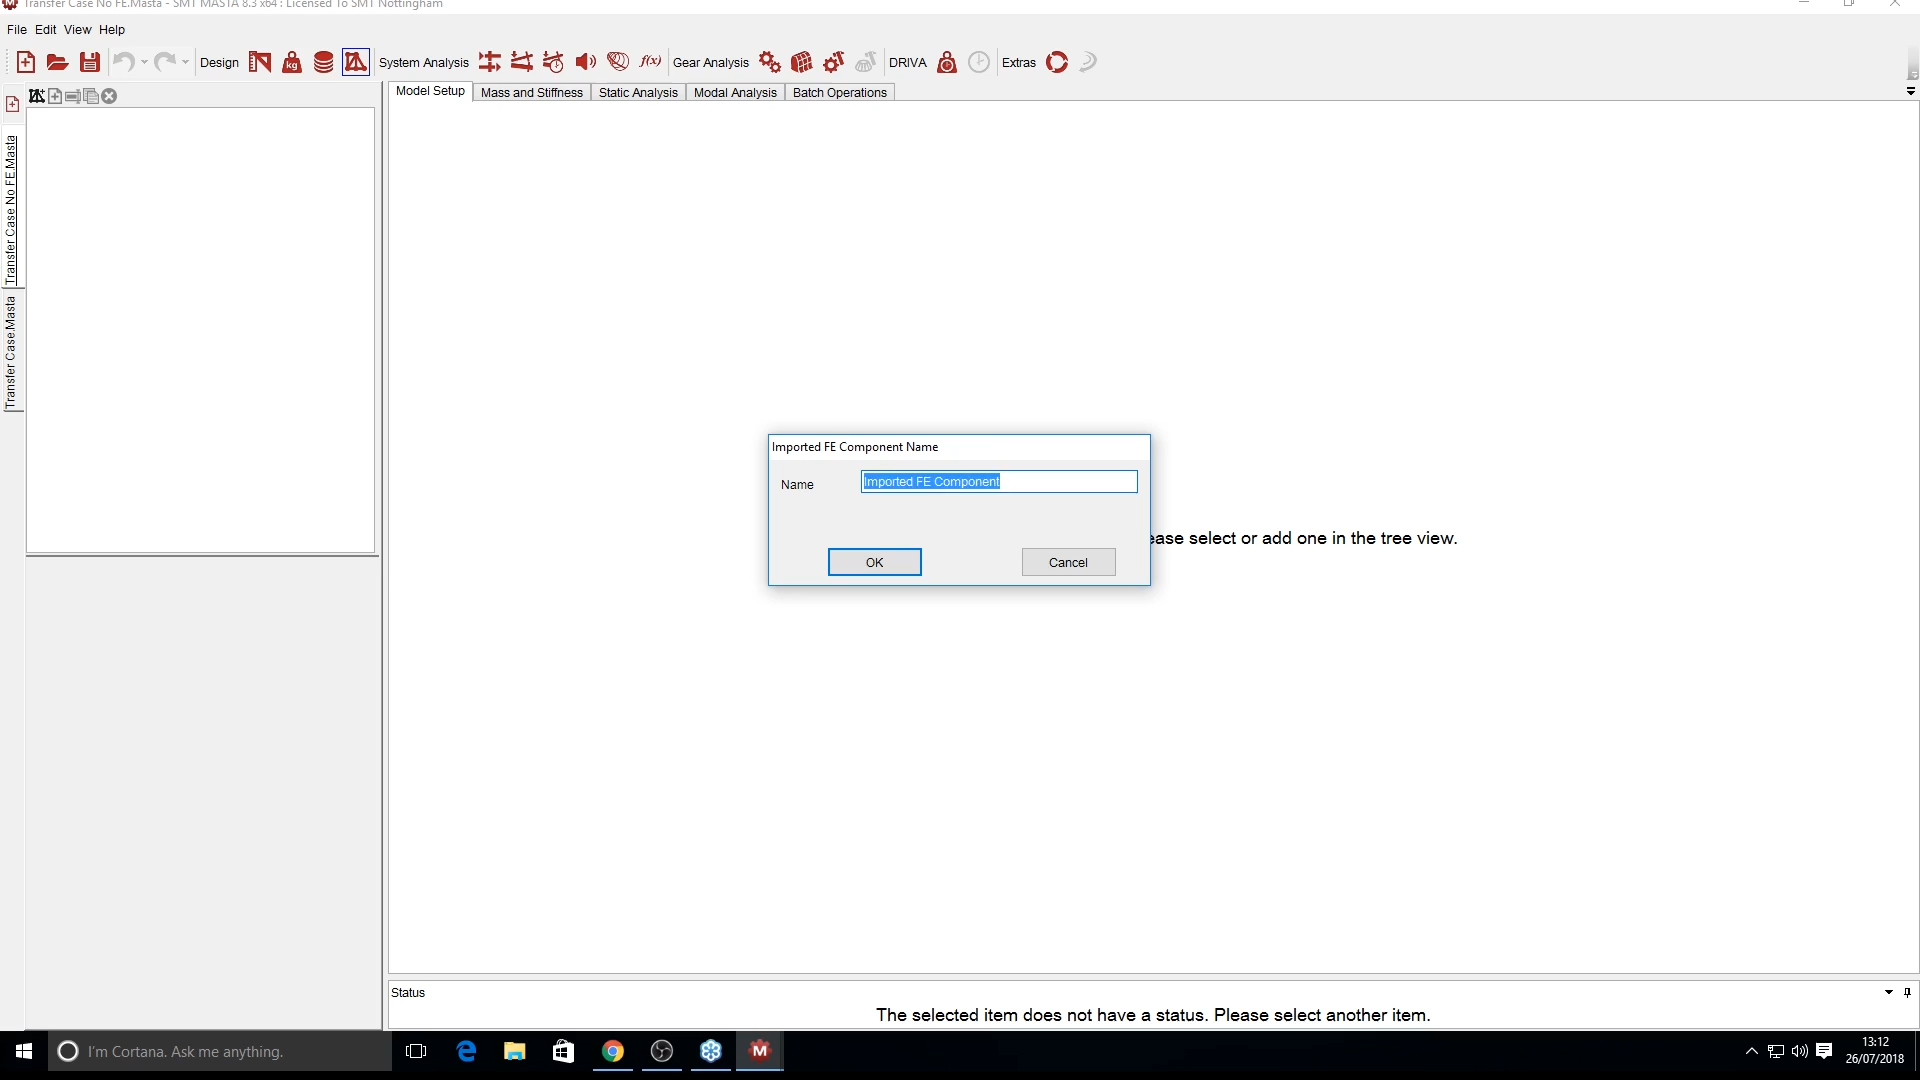 Transfer Case No FE.Masta - SMT MASTA 8.3 x64 : Licensed To SMT Nottingham
File Edit View Help
Design System Analysis f(x) Gear Analysis DRIVA Extras
kg
Model Setup Mass and Stiffness Static Analysis Modal Analysis Batch Operations
Transfer Case No FE.Masta
Transfer Case.Masta
Imported FE Component Name
Name Imported FE Component
ease select or add one in the tree view.
OK Cancel
Status
The selected item does not have a status. Please select another item.
I'm Cortana. Ask me anything.
M
13:12
26/07/2018